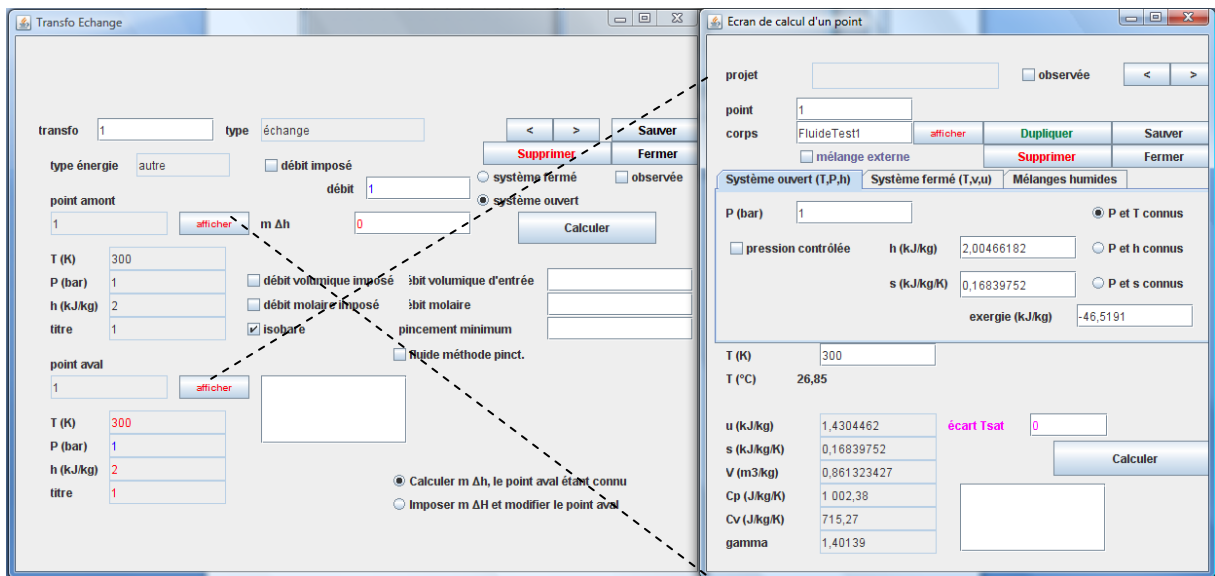 Transfo Echange
transfo 1 type échange < > Sauver
Supprimer Fermer
type énergie autre débit imposé
système fermé observée
débit 1
système ouvert
point amont
1 afficher m Δh 0 Calculer
T (K) 300
P (bar) 1 débit volumique imposé ébit volumique d'entrée
h (kJ/kg) 2 débit molaire imposé ébit molaire
titre 1 isobare pincement minimum
fluide méthode pinct.
point aval
1 afficher
T (K) 300
P (bar) 1
h (kJ/kg) 2
titre 1
Calculer m Δh, le point aval étant connu
Imposer m ΔH et modifier le point aval
Ecran de calcul d'un point
projet observée < >
point 1
corps FluideTest1 afficher Dupliquer Sauver
mélange externe Supprimer Fermer
Système ouvert (T,P,h) Système fermé (T,v,u) Mélanges humides
P (bar) 1 P et T connus
pression contrôlée h (kJ/kg) 2,00466182 P et h connus
s (kJ/kg/K) 0,16839752 P et s connus
exergie (kJ/kg) -46,5191
T (K) 300
T (°C) 26,85
u (kJ/kg) 1,4304462 écart Tsat 0
s (kJ/kg/K) 0,16839752
V (m3/kg) 0,861323427 Calculer
Cp (J/kg/K) 1 002,38
Cv (J/kg/K) 715,27
gamma 1,40139